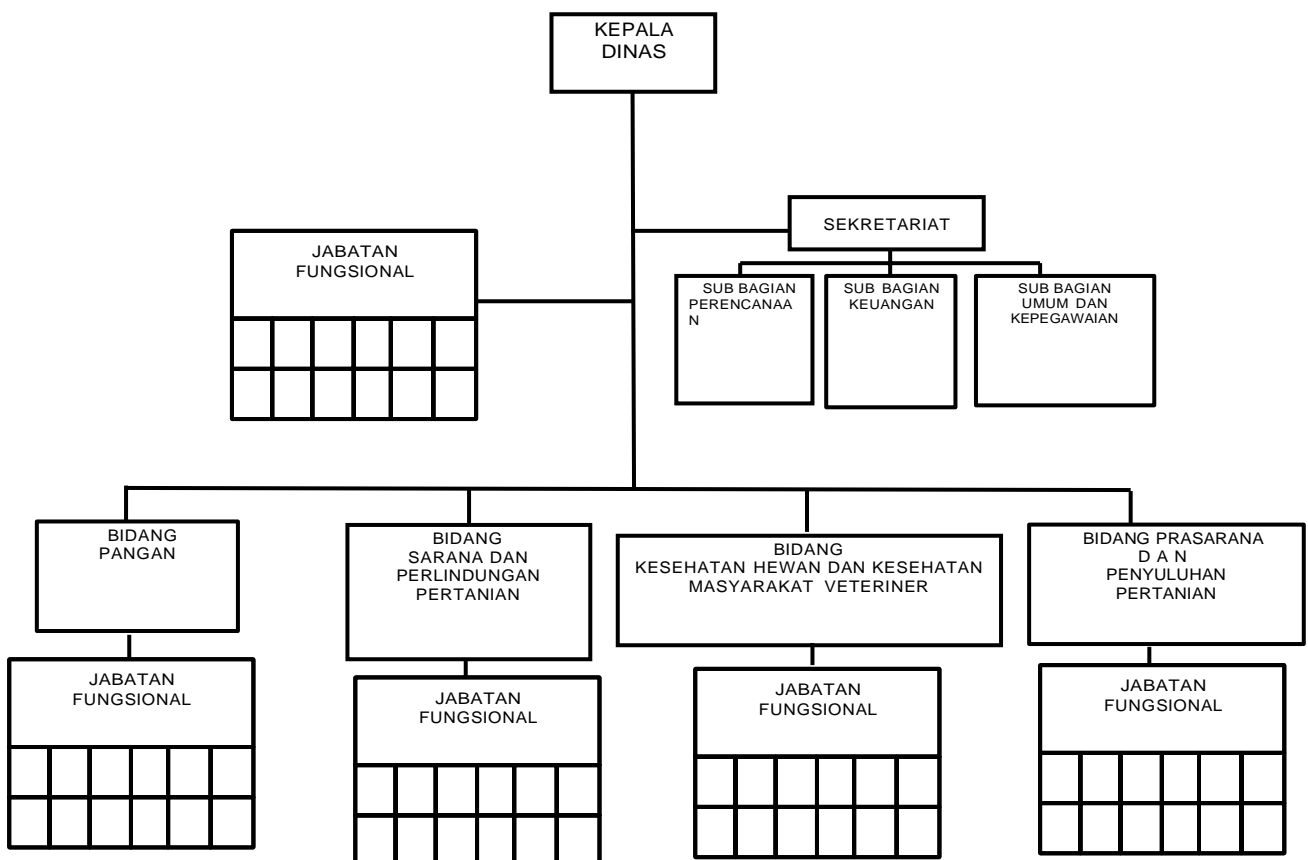 KEPALA
DINAS
SEKRETARIAT
JABATAN
FUNGSIONAL
SUB BAGIAN
PERENCANAA
N
SUB BAGIAN
KEUANGAN
SUB BAGIAN
UMUM DAN
KEPEGAWAIAN
BIDANG
PANGAN
BIDANG
SARANA DAN
PERLINDUNGAN
PERTANIAN
BIDANG
KESEHATAN HEWAN DAN KESEHATAN
MASYARAKAT VETERINER
BIDANG PRASARANA
D A N
PENYULUHAN
PERTANIAN
JABATAN
FUNGSIONAL
JABATAN
FUNGSIONAL
JABATAN
FUNGSIONAL
JABATAN
FUNGSIONAL